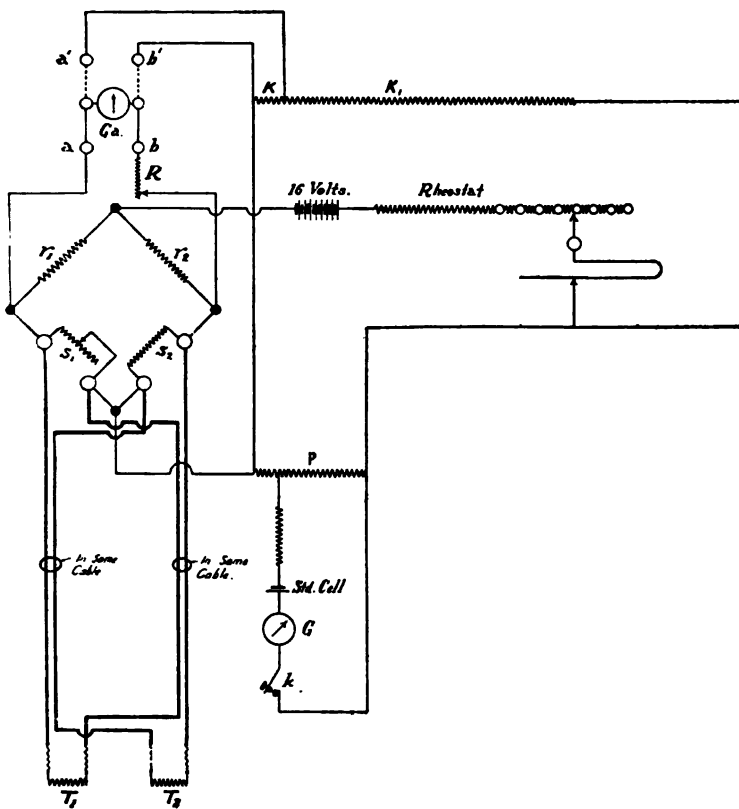 a' b'
K K₁
Ga.
a b
R
16 Volts. Rheostat
r₁ r₂
S₁ S₂
P
In Same
Cable
In Same
Cable.
Std. Cell
G
k.
T₁ T₂